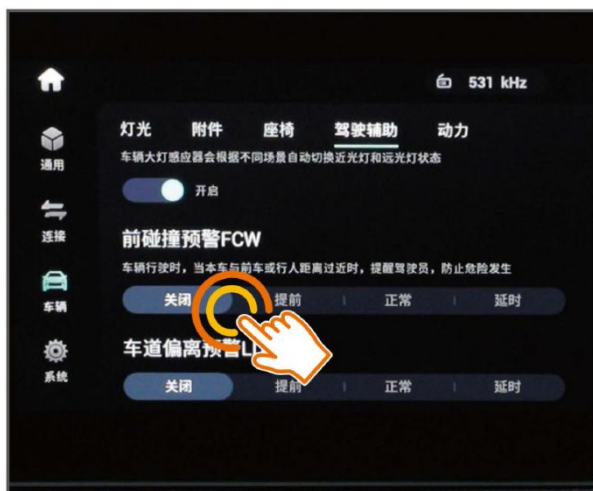 531 kHz
灯光 附件 座椅 驾驶辅助 动力
车辆大灯感应器会根据不同场景自动切换近光灯和远光灯状态
通用
开启
连接
前碰撞预警FCW
车辆行驶时，当本车与前车或行人距离过近时，提醒驾驶员，防止危险发生
车辆
关闭 提前 正常 延时
车道偏离预警L
系统
关闭 提前 正常 延时